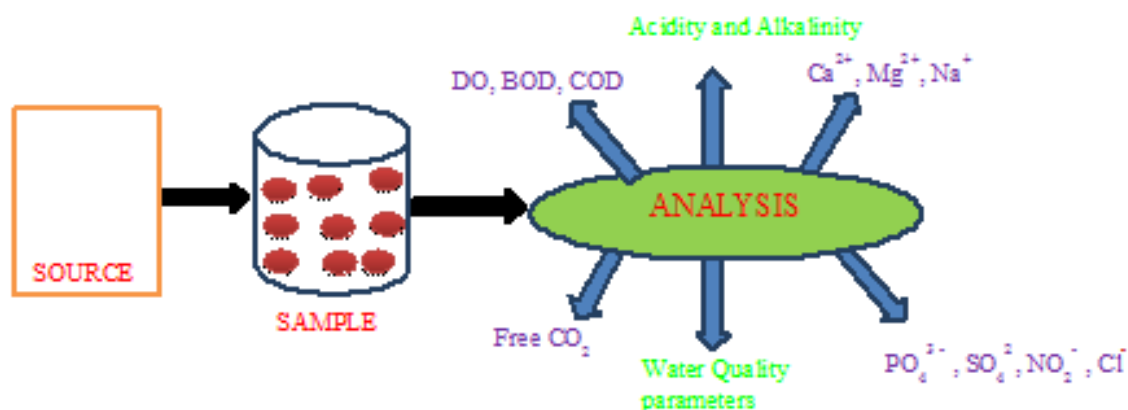 Acidity and Alkalinity
DO, BOD, COD
Ca²⁺, Mg²⁺, Na⁺
ANALYSIS
SOURCE
SAMPLE
Free CO₂
PO₄³⁻, SO₄², NO₂⁻, Cl⁻
Water Quality
parameters